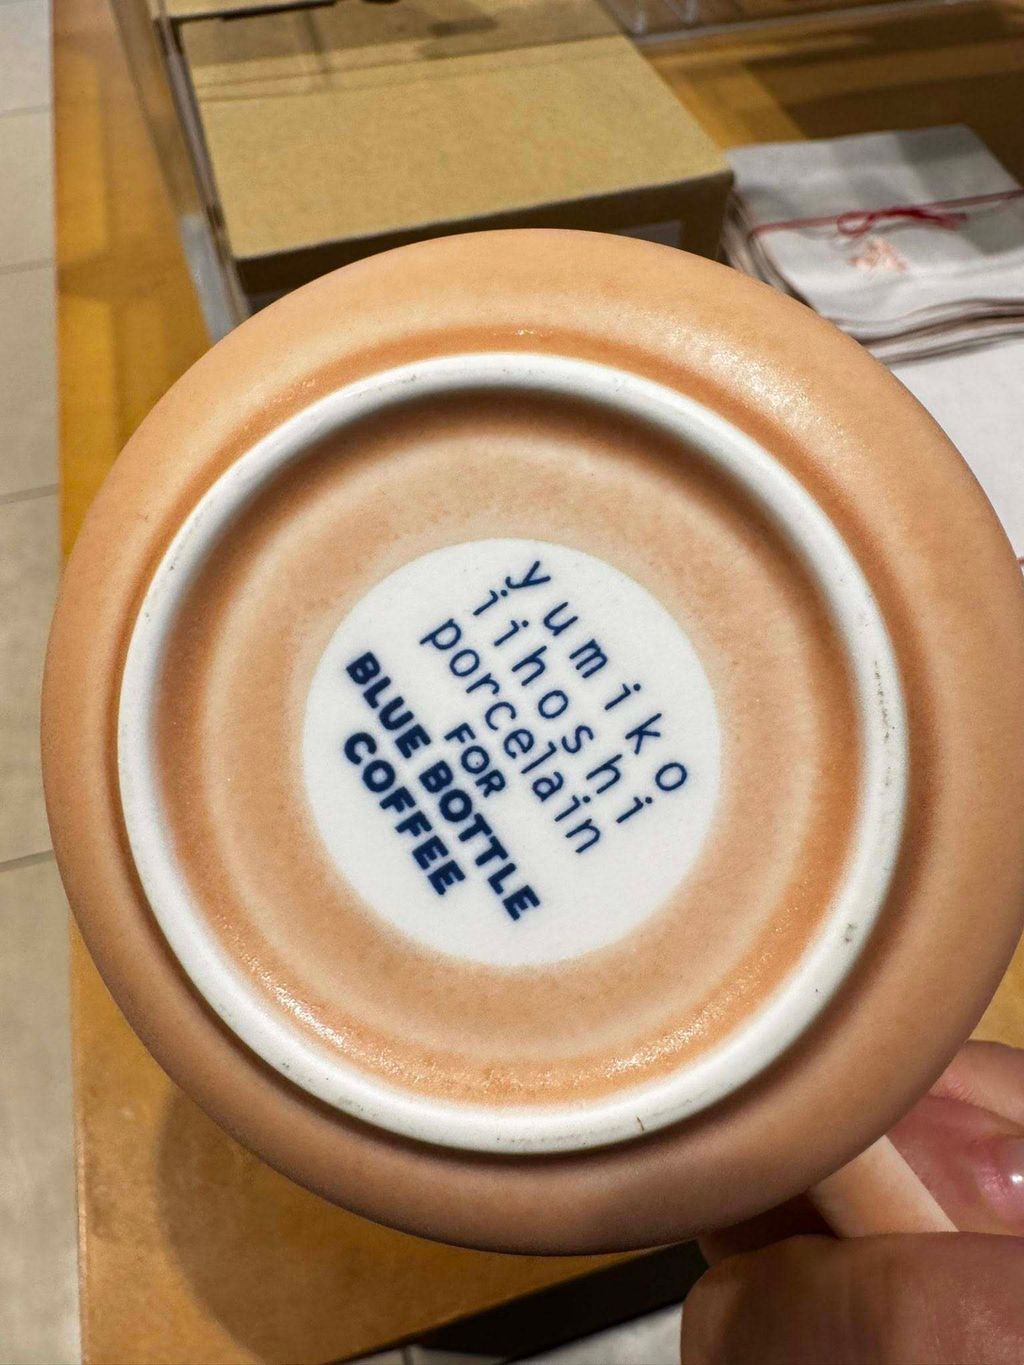 yumiko
iihoshi
porcelain
FOR
BLUE BOTTLE
COFFEE